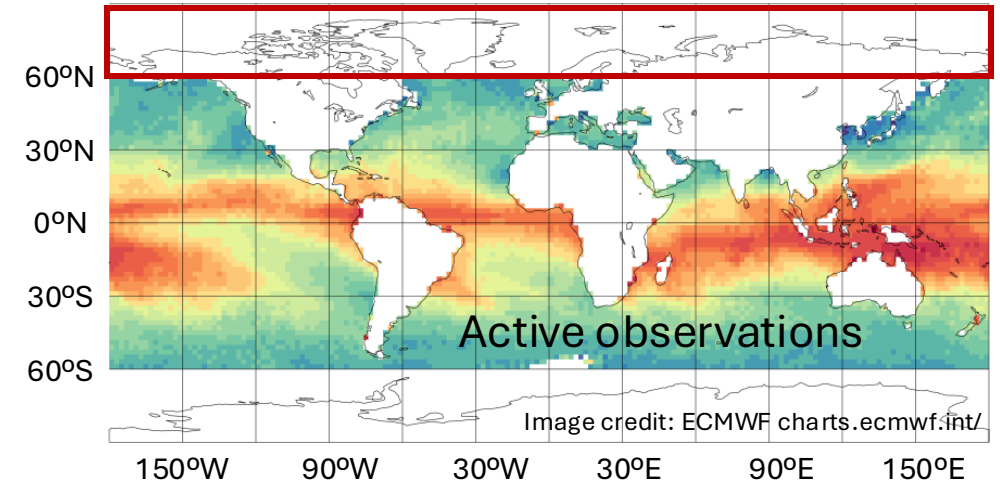 60ºN
30ºN
0ºN
30ºS
60ºS
Active observations
Image credit: ECMWF charts.ecmwf.int/
150ºW 90ºW 30ºW 30ºE 90ºE 150ºE